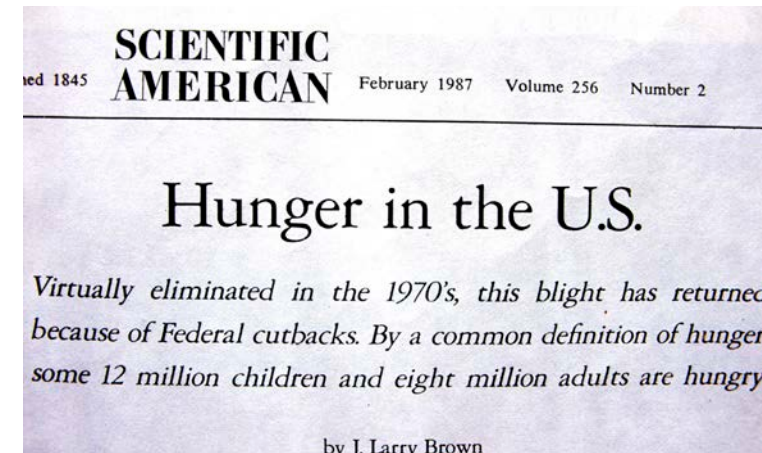 SCIENTIFIC
ned 1845 AMERICAN February 1987 Volume 256 Number 2
Hunger in the U.S.
Virtually eliminated in the 1970's, this blight has returned
because of Federal cutbacks. By a common definition of hunger
some 12 million children and eight million adults are hungry
by J. Larry Brown